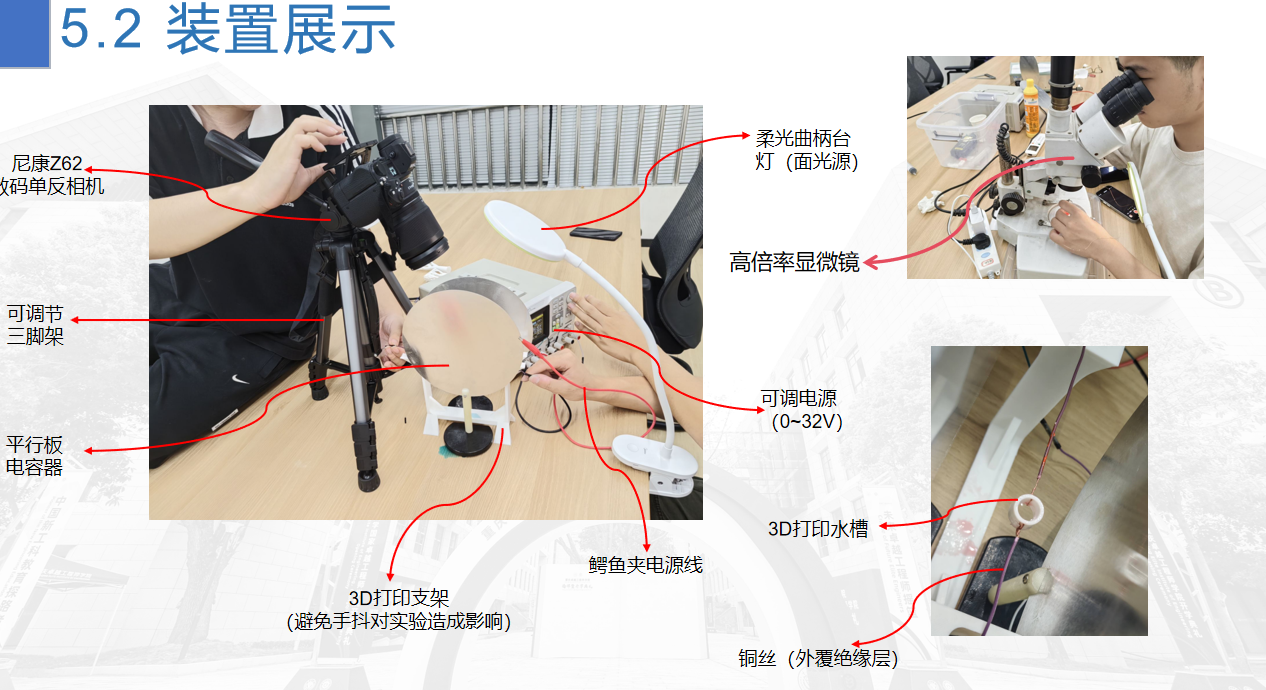 5.2 装置展示
尼康Z62
数码单反相机
可调节
三脚架
平行板
电容器
3D打印支架
(避免手抖对实验造成影响)
鳄鱼夹电源线
柔光曲柄台
灯（面光源）
可调电源
（0~32V）
高倍率显微镜
3D打印水槽
铜丝（外覆绝缘层）